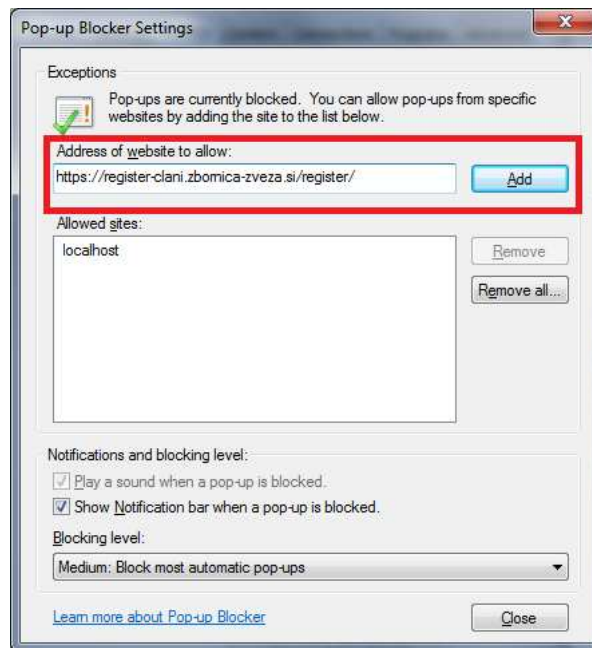 Pop-up Blocker Settings
Exceptions
Pop-ups are currently blocked. You can allow pop-ups from specific
websites by adding the site to the list below.
Address of website to allow:
https://register-clani.zbornica-zveza.si/register/
Add
Allowed sites:
localhost
Remove
Remove all...
Notifications and blocking level:
Play a sound when a pop-up is blocked.
Show Notification bar when a pop-up is blocked.
Blocking level:
Medium: Block most automatic pop-ups
Learn more about Pop-up Blocker
Close